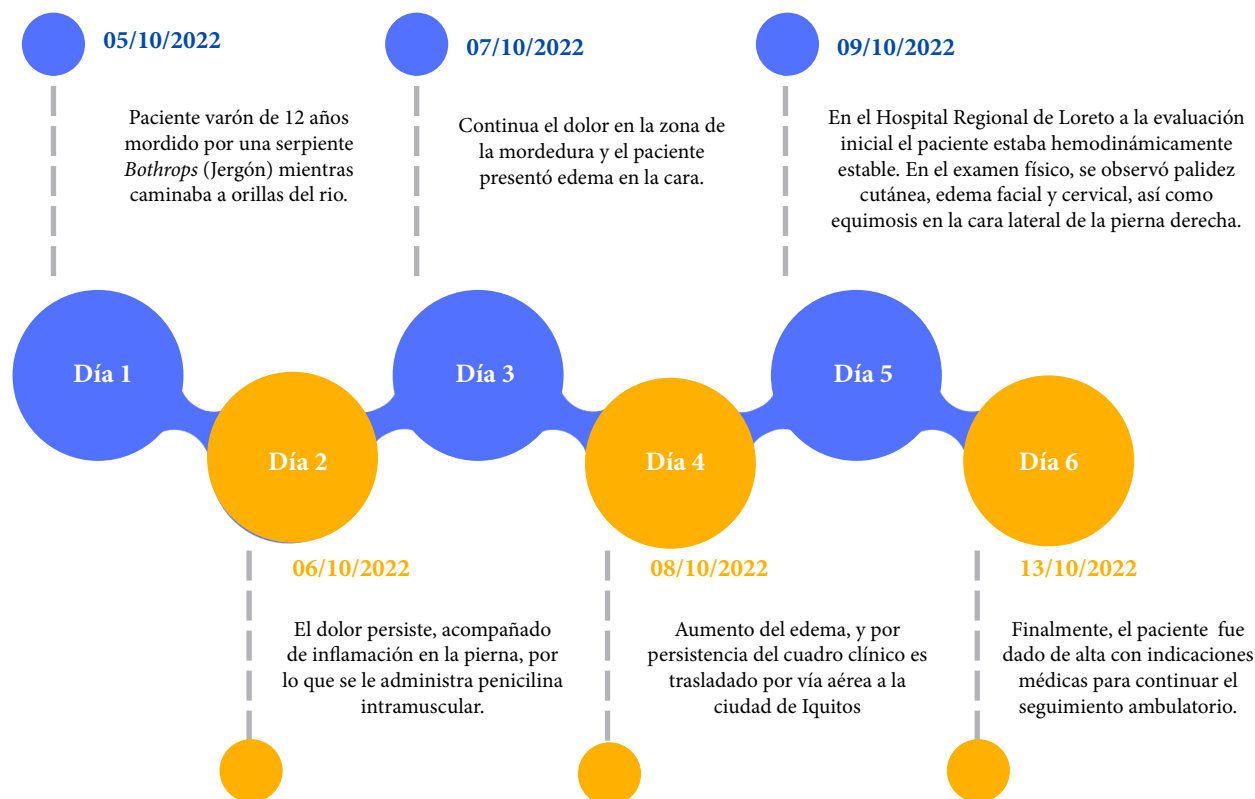 05/10/2022
Paciente varón de 12 años
mordido por una serpiente
Bothrops (Jergón) mientras
caminaba a orillas del rio.
07/10/2022
Continua el dolor en la zona de
la mordedura y el paciente
presentó edema en la cara.
09/10/2022
En el Hospital Regional de Loreto a la evaluación
inicial el paciente estaba hemodinámicamente
estable. En el examen físico, se observó palidez
cutánea, edema facial y cervical, así como
equimosis en la cara lateral de la pierna derecha.
Día 1
Día 2
Día 3
Día 4
Día 5
Día 6
06/10/2022
El dolor persiste, acompañado
de inflamación en la pierna, por
lo que se le administra penicilina
intramuscular.
08/10/2022
Aumento del edema, y por
persistencia del cuadro clínico es
trasladado por vía aérea a la
ciudad de Iquitos
13/10/2022
Finalmente, el paciente fue
dado de alta con indicaciones
médicas para continuar el
seguimiento ambulatorio.